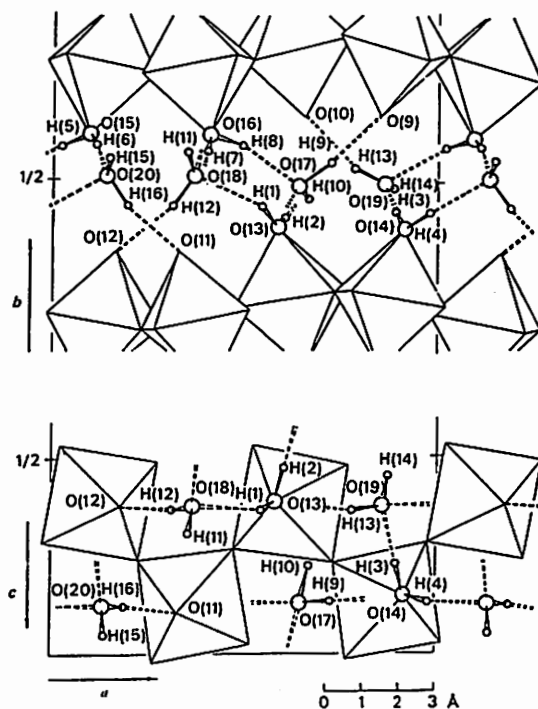 O(10) O(9)
H(5) O(15) H(11) O(16) H(9)
H(6) H(8) H(13)
H(15) H(7) O(17)
1/2 O(20) O(18) H(1) H(10) H(14)
H(16) O(19) H(3)
H(12) H(2) O(14)
O(13) H(4)
O(12) O(11)
b
H(2) H(14)
1/2
O(18) H(1) O(19)
O(12) H(12) O(13)
H(13)
H(11)
H(10) H(3)
c O(20) H(16) H(9) H(4)
O(11)
O(17) O(14)
H(15)
a
0 1 2 3 Å